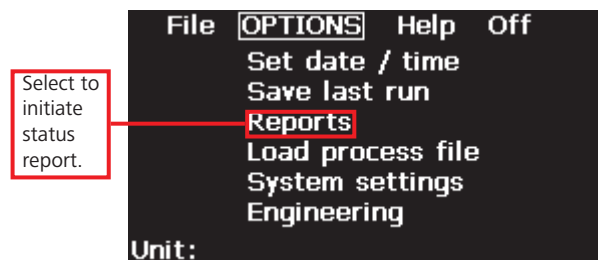 File OPTIONS Help Off
Set date / time
Save last run
Reports
Load process file
System settings
Engineering
Unit:
Select to
initiate
status
report.